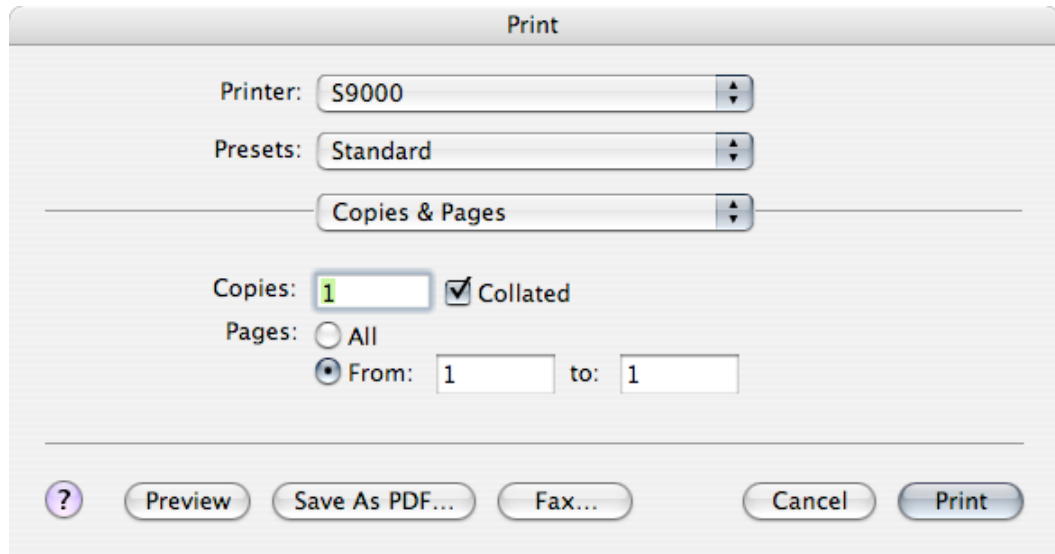 Print
Printer: S9000
Presets: Standard
Copies & Pages
Copies: 1 Collated
Pages: All
From: 1 to: 1
? Preview Save As PDF... Fax... Cancel Print